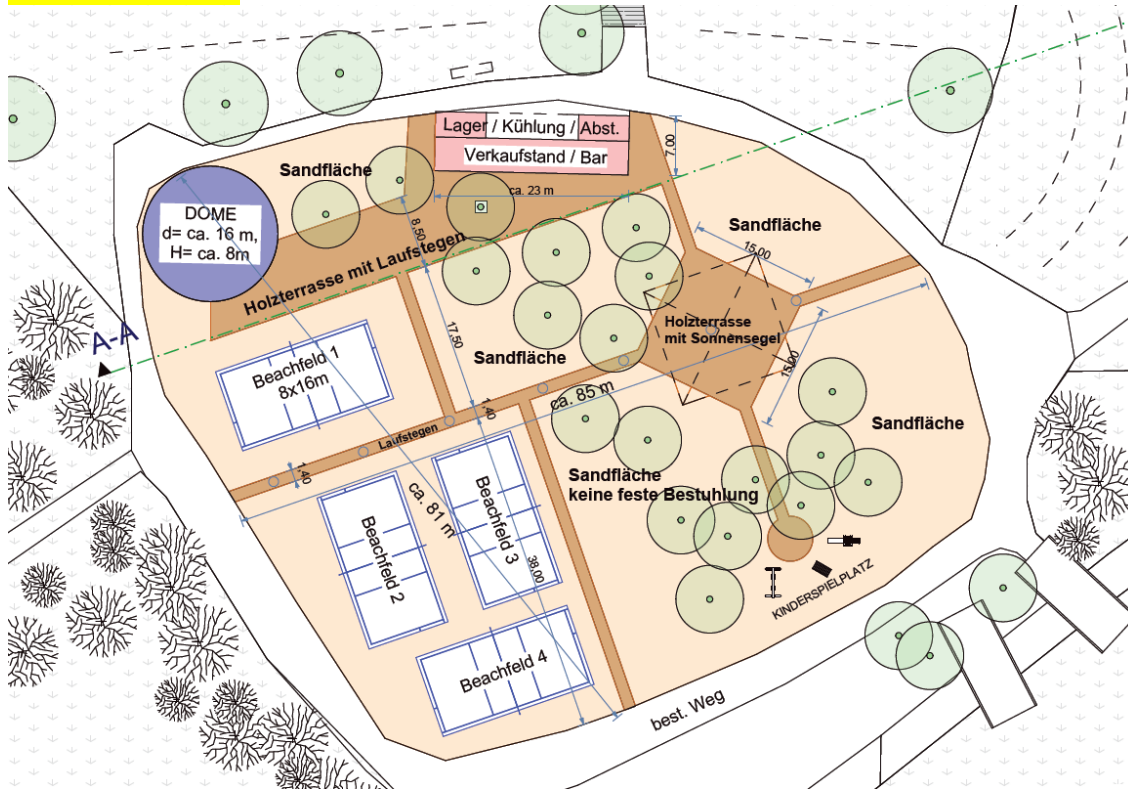 Lager / Kühlung / Abst.
Verkaufstand / Bar
ca. 23 m
7.00
Sandfläche
DOME
d= ca. 16 m,
H= ca. 8m
8,50
Holzterrasse mit Laufstegen
Sandfläche
15,00
Holzterrasse
mit Sonnensegel
15,00
A-A
17,50
Sandfläche
Beachfeld 1
8x16m
ca. 85 m
1,40
Laufstegen
1,40
Sandfläche
Sandfläche
keine feste Bestuhlung
ca. 81 m
Beachfeld 2
Beachfeld 3
38,00
Beachfeld 4
KINDERSPIELPLATZ
best. Weg